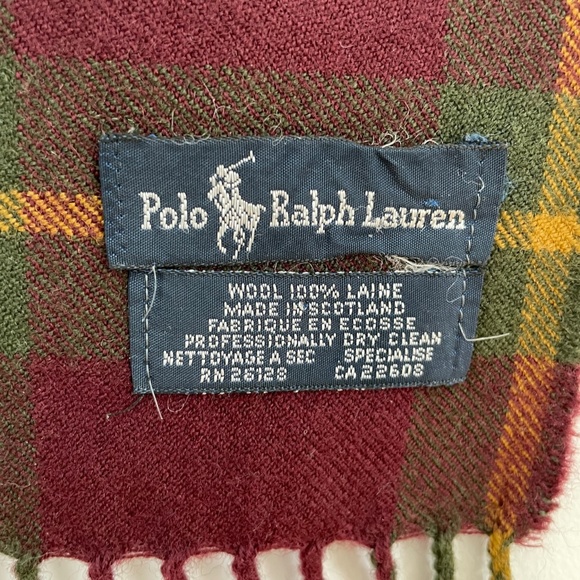 Polo Ralph Lauren
WOOL 100% LAINE
MADE IN SCOTLAND
FABRIQUE EN ECOSSE
PROFESSIONALLY DRY CLEAN
NETTOYAGE A SEC SPECIALISE
RN 26128 CA 22608